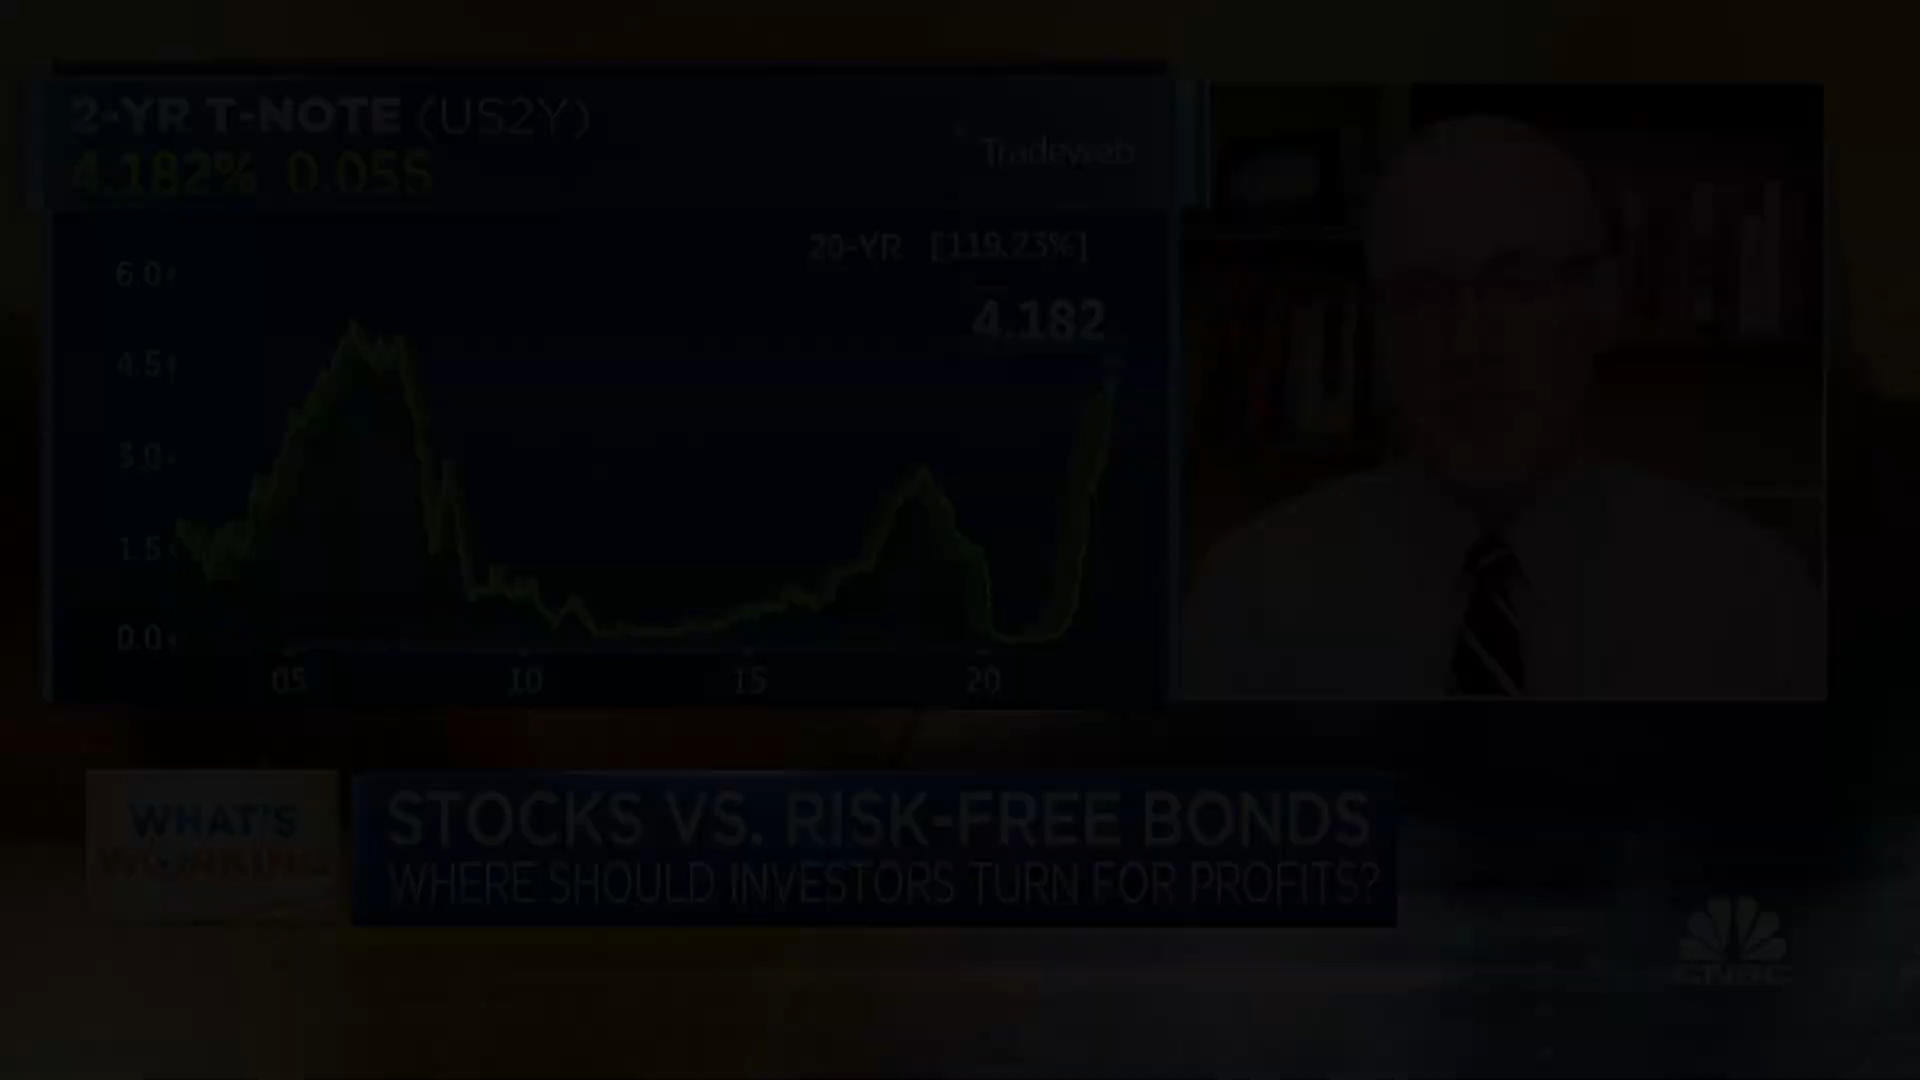 2-YR T-NOTE (US2Y)
4.182% 0.055
Tradeweb
20-YR [119.23%]
4.182
6.0
4.5
3.0
1.5
0.0
05 10 15 20
WHAT'S
WORKING
STOCKS VS. RISK-FREE BONDS
WHERE SHOULD INVESTORS TURN FOR PROFITS?
CNBC